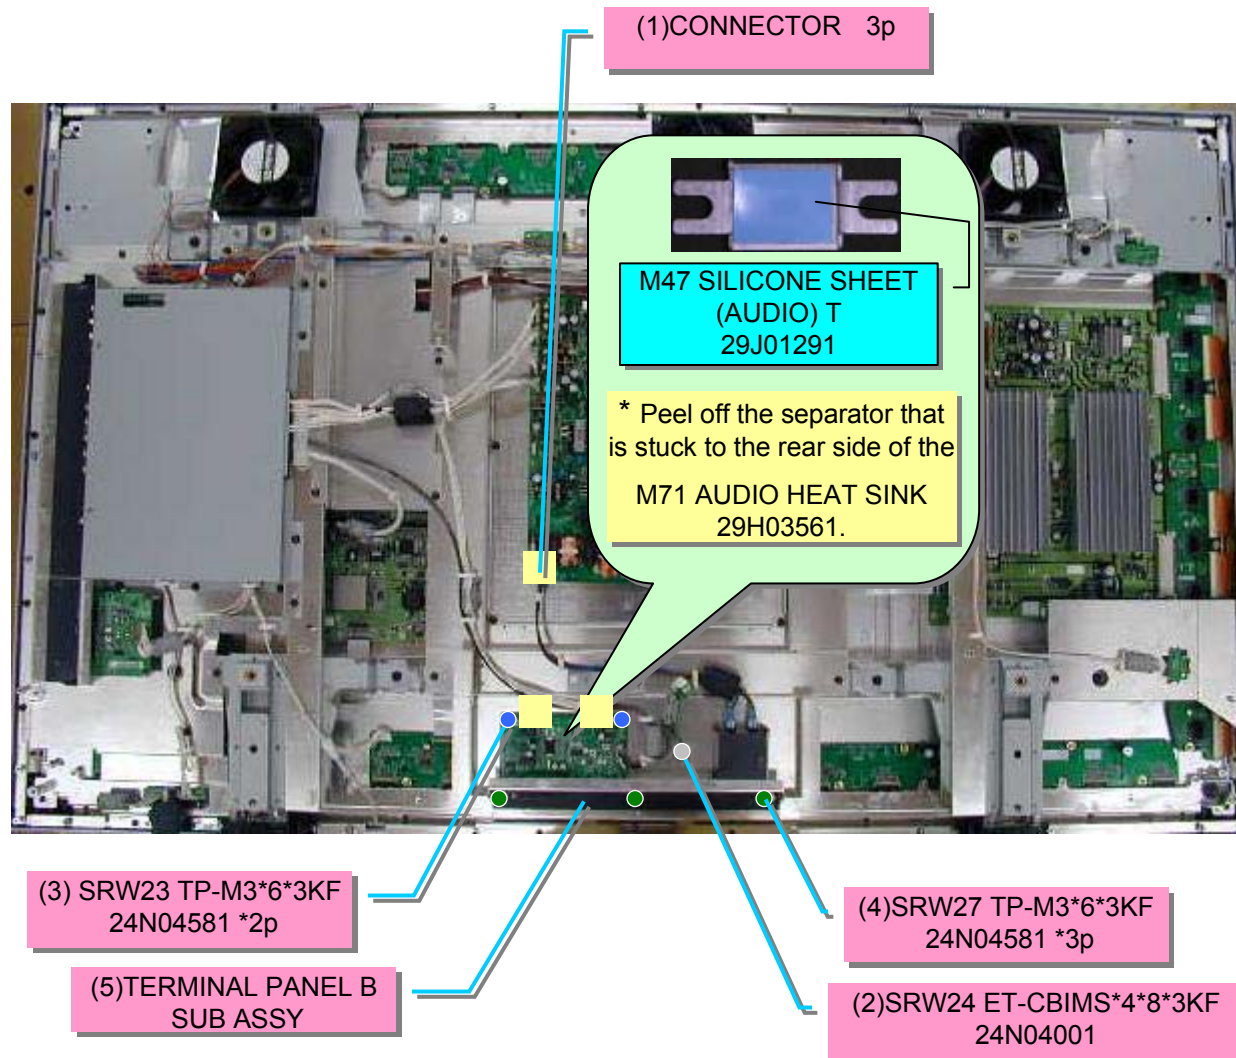 (1)CONNECTOR 3p
M47 SILICONE SHEET
(AUDIO) T
29J01291
* Peel off the separator that
is stuck to the rear side of the
M71 AUDIO HEAT SINK
29H03561.
(3) SRW23 TP-M3*6*3KF
24N04581 *2p
(4)SRW27 TP-M3*6*3KF
24N04581 *3p
(5)TERMINAL PANEL B
SUB ASSY
(2)SRW24 ET-CBIMS*4*8*3KF
24N04001